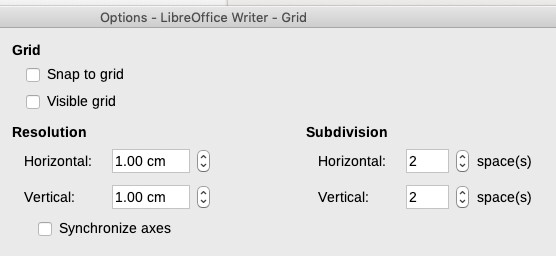 Options - LibreOffice Writer - Grid
Grid
Snap to grid
Visible grid
Resolution Subdivision
Horizontal: 1.00 cm Horizontal: 2 space(s)
Vertical: 1.00 cm Vertical: 2 space(s)
Synchronize axes